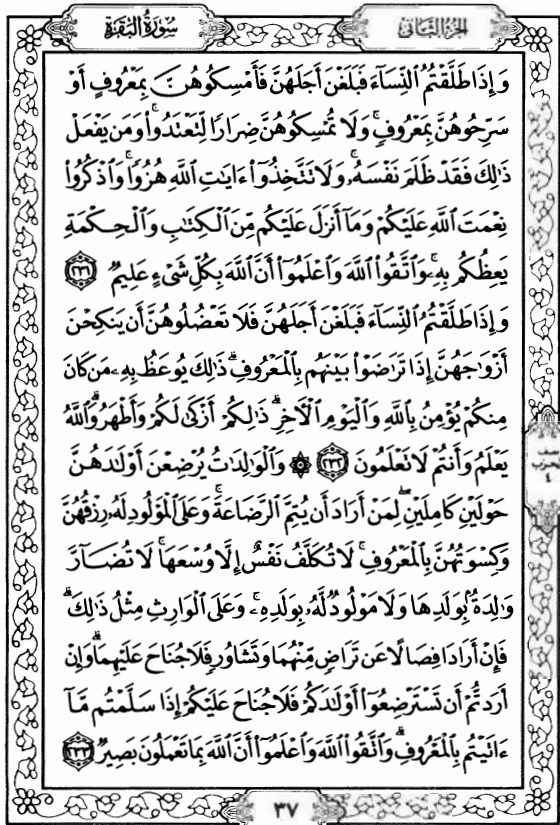 سُورَةُ البَقَرَةِ
الجُزْءُ الثَّانِي
وَإِذَا طَلَّقْتُمُ ٱلنِّسَآءَ فَبَلَغْنَ أَجَلَهُنَّ فَأَمْسِكُوهُنَّ بِمَعْرُوفٍ أَوْ
سَرِّحُوهُنَّ بِمَعْرُوفٍۚ وَلَا تُمْسِكُوهُنَّ ضِرَارًا لِّتَعْتَدُوا۟ۚ وَمَن يَفْعَلْ
ذَٰلِكَ فَقَدْ ظَلَمَ نَفْسَهُۥۚ وَلَا تَتَّخِذُوٓا۟ ءَايَٰتِ ٱللَّهِ هُزُوًاۚ وَٱذْكُرُوا۟
نِعْمَتَ ٱللَّهِ عَلَيْكُمْ وَمَآ أَنزَلَ عَلَيْكُم مِّنَ ٱلْكِتَٰبِ وَٱلْحِكْمَةِ
يَعِظُكُم بِهِۦۚ وَٱتَّقُوا۟ ٱللَّهَ وَٱعْلَمُوٓا۟ أَنَّ ٱللَّهَ بِكُلِّ شَىْءٍ عَلِيمٌ ٢٣١
وَإِذَا طَلَّقْتُمُ ٱلنِّسَآءَ فَبَلَغْنَ أَجَلَهُنَّ فَلَا تَعْضُلُوهُنَّ أَن يَنكِحْنَ
أَزْوَٰجَهُنَّ إِذَا تَرَٰضَوْا۟ بَيْنَهُم بِٱلْمَعْرُوفِۗ ذَٰلِكَ يُوعَظُ بِهِۦ مَن كَانَ
مِنكُمْ يُؤْمِنُ بِٱللَّهِ وَٱلْيَوْمِ ٱلْءَاخِرِۗ ذَٰلِكُمْ أَزْكَىٰ لَكُمْ وَأَطْهَرُۗ وَٱللَّهُ
يَعْلَمُ وَأَنتُمْ لَا تَعْلَمُونَ ٢٣٢ ۞ وَٱلْوَٰلِدَٰتُ يُرْضِعْنَ أَوْلَٰدَهُنَّ
حَوْلَيْنِ كَامِلَيْنِۖ لِمَنْ أَرَادَ أَن يُتِمَّ ٱلرَّضَاعَةَۚ وَعَلَى ٱلْمَوْلُودِ لَهُۥ رِزْقُهُنَّ
وَكِسْوَتُهُنَّ بِٱلْمَعْرُوفِۚ لَا تُكَلَّفُ نَفْسٌ إِلَّا وُسْعَهَاۚ لَا تُضَآرَّ
وَٰلِدَةٌۢ بِوَلَدِهَا وَلَا مَوْلُودٌ لَّهُۥ بِوَلَدِهِۦۚ وَعَلَى ٱلْوَارِثِ مِثْلُ ذَٰلِكَۗ
فَإِنْ أَرَادَا فِصَالًا عَن تَرَاضٍ مِّنْهُمَا وَتَشَاوُرٍ فَلَا جُنَاحَ عَلَيْهِمَاۗ وَإِنْ
أَرَدتُّمْ أَن تَسْتَرْضِعُوٓا۟ أَوْلَٰدَكُمْ فَلَا جُنَاحَ عَلَيْكُمْ إِذَا سَلَّمْتُم مَّآ
ءَاتَيْتُم بِٱلْمَعْرُوفِۗ وَٱتَّقُوا۟ ٱللَّهَ وَٱعْلَمُوٓا۟ أَنَّ ٱللَّهَ بِمَا تَعْمَلُونَ بَصِيرٌ ٢٣٣
نصف
الحزب
٤
٣٧